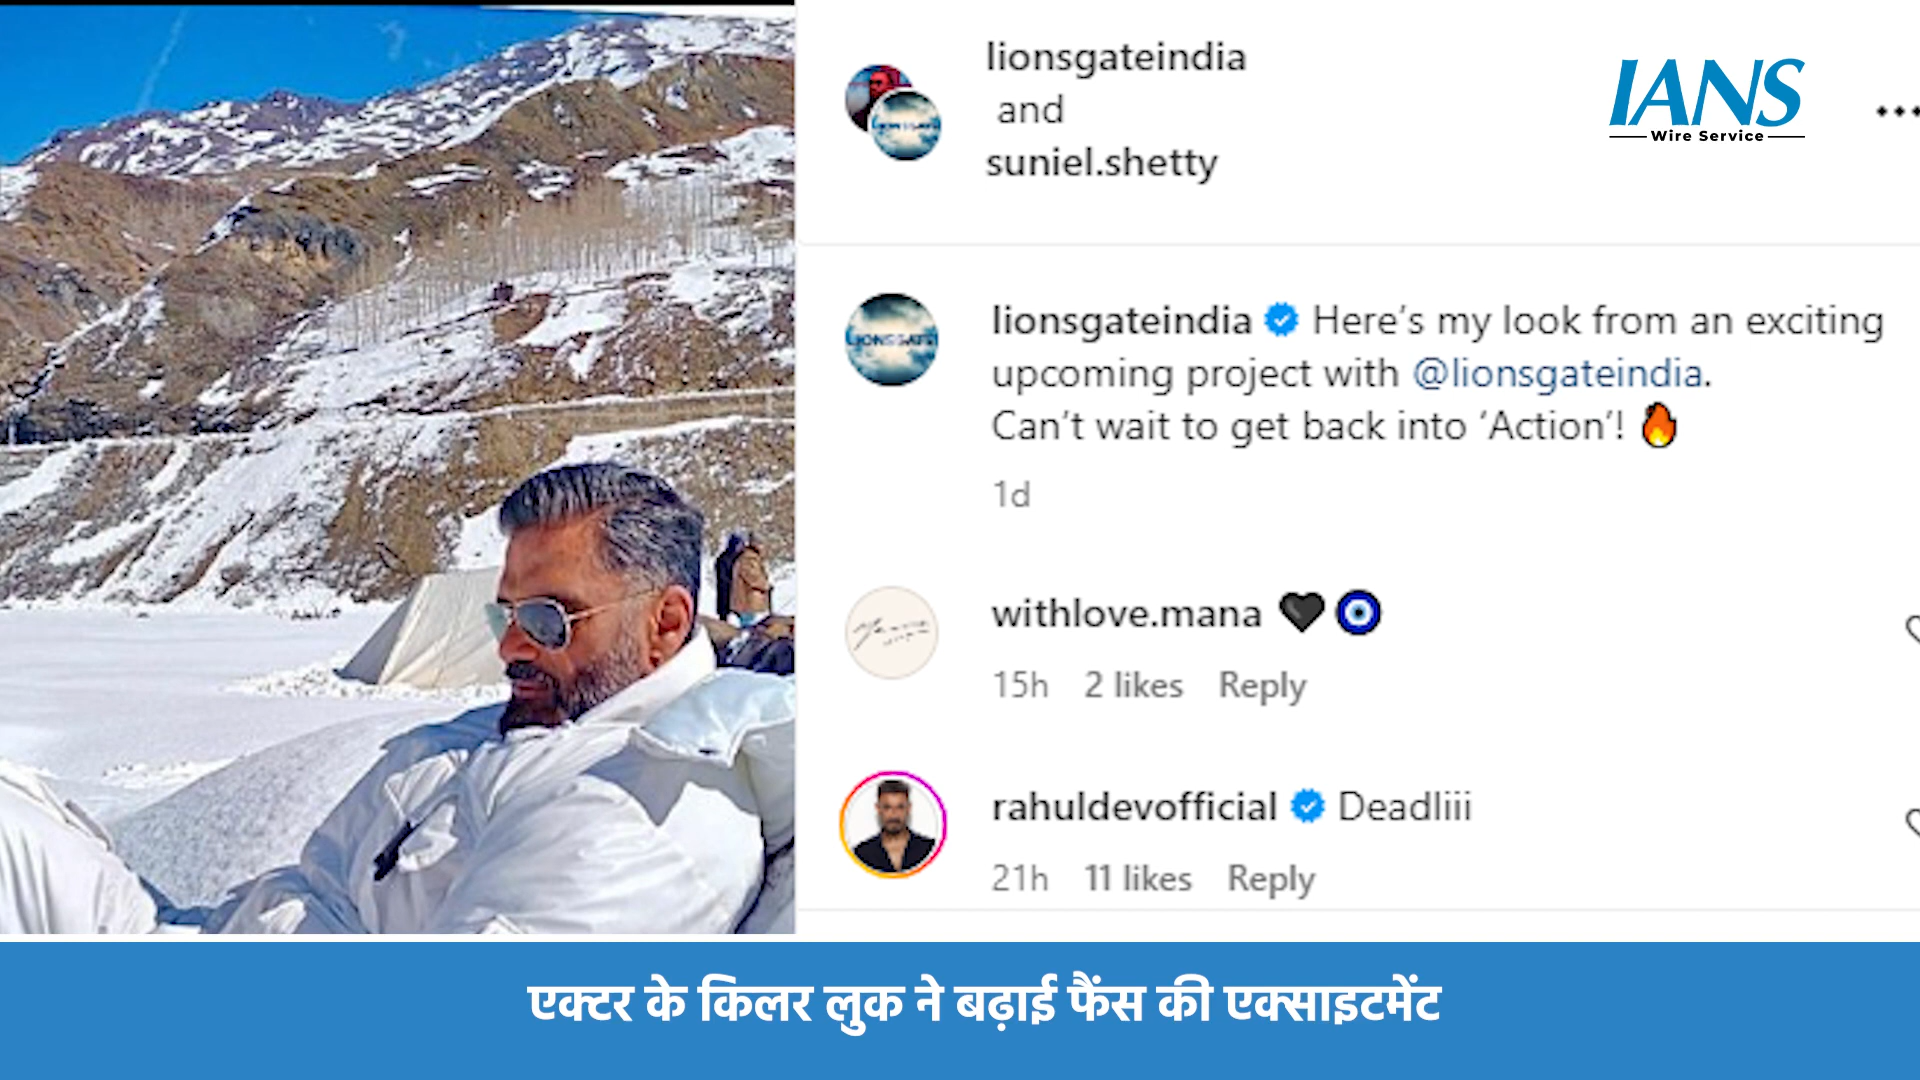 lionsgateindia
and
suniel.shetty
IANS
Wire Service
LIONSGATE
lionsgateindia Here’s my look from an exciting
upcoming project with @lionsgateindia.
Can’t wait to get back into ‘Action’! 🔥
1d
withlove.mana 🖤🧿
15h 2 likes Reply
rahuldevofficial Deadliii
21h 11 likes Reply
एक्टर के किलर लुक ने बढ़ाई फैंस की एक्साइटमेंट